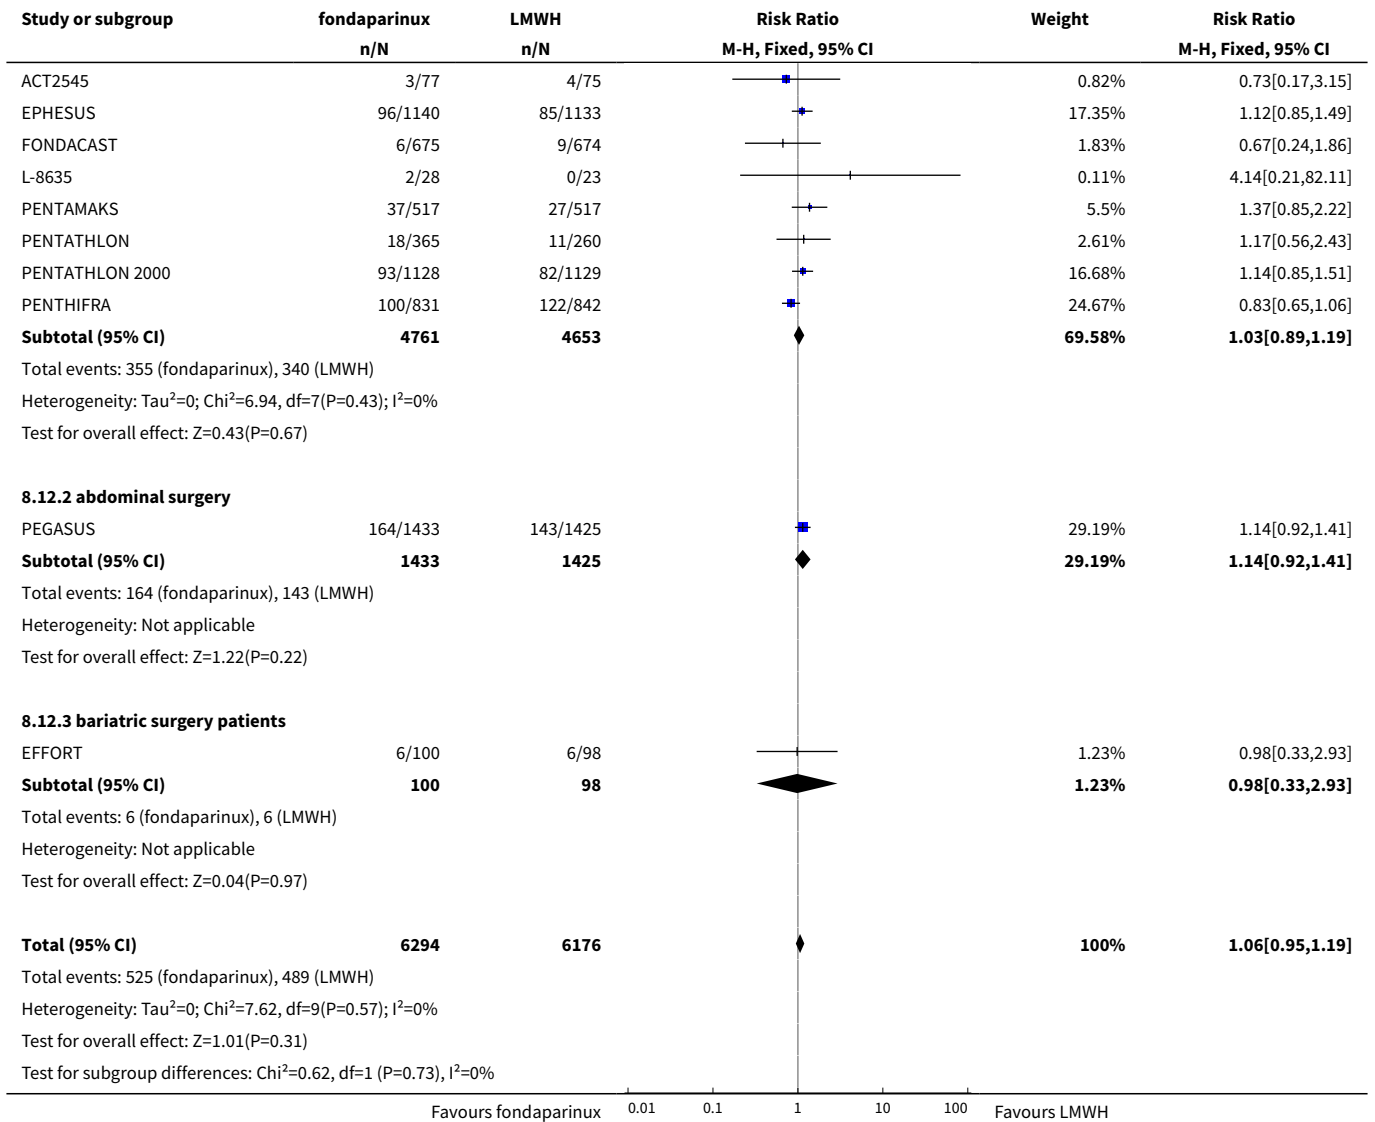 Study or subgroup fondaparinux LMWH Risk Ratio Weight Risk Ratio
n/N n/N M-H, Fixed, 95% CI M-H, Fixed, 95% CI
ACT2545 3/77 4/75 0.82% 0.73[0.17,3.15]
EPHESUS 96/1140 85/1133 17.35% 1.12[0.85,1.49]
FONDACAST 6/675 9/674 1.83% 0.67[0.24,1.86]
L-8635 2/28 0/23 0.11% 4.14[0.21,82.11]
PENTAMAKS 37/517 27/517 5.5% 1.37[0.85,2.22]
PENTATHLON 18/365 11/260 2.61% 1.17[0.56,2.43]
PENTATHLON 2000 93/1128 82/1129 16.68% 1.14[0.85,1.51]
PENTHIFRA 100/831 122/842 24.67% 0.83[0.65,1.06]
Subtotal (95% CI) 4761 4653 69.58% 1.03[0.89,1.19]
Total events: 355 (fondaparinux), 340 (LMWH)
Heterogeneity: Tau²=0; Chi²=6.94, df=7(P=0.43); I²=0%
Test for overall effect: Z=0.43(P=0.67)
8.12.2 abdominal surgery
PEGASUS 164/1433 143/1425 29.19% 1.14[0.92,1.41]
Subtotal (95% CI) 1433 1425 29.19% 1.14[0.92,1.41]
Total events: 164 (fondaparinux), 143 (LMWH)
Heterogeneity: Not applicable
Test for overall effect: Z=1.22(P=0.22)
8.12.3 bariatric surgery patients
EFFORT 6/100 6/98 1.23% 0.98[0.33,2.93]
Subtotal (95% CI) 100 98 1.23% 0.98[0.33,2.93]
Total events: 6 (fondaparinux), 6 (LMWH)
Heterogeneity: Not applicable
Test for overall effect: Z=0.04(P=0.97)
Total (95% CI) 6294 6176 100% 1.06[0.95,1.19]
Total events: 525 (fondaparinux), 489 (LMWH)
Heterogeneity: Tau²=0; Chi²=7.62, df=9(P=0.57); I²=0%
Test for overall effect: Z=1.01(P=0.31)
Test for subgroup differences: Chi²=0.62, df=1 (P=0.73), I²=0%
Favours fondaparinux 0.01 0.1 1 10 100 Favours LMWH